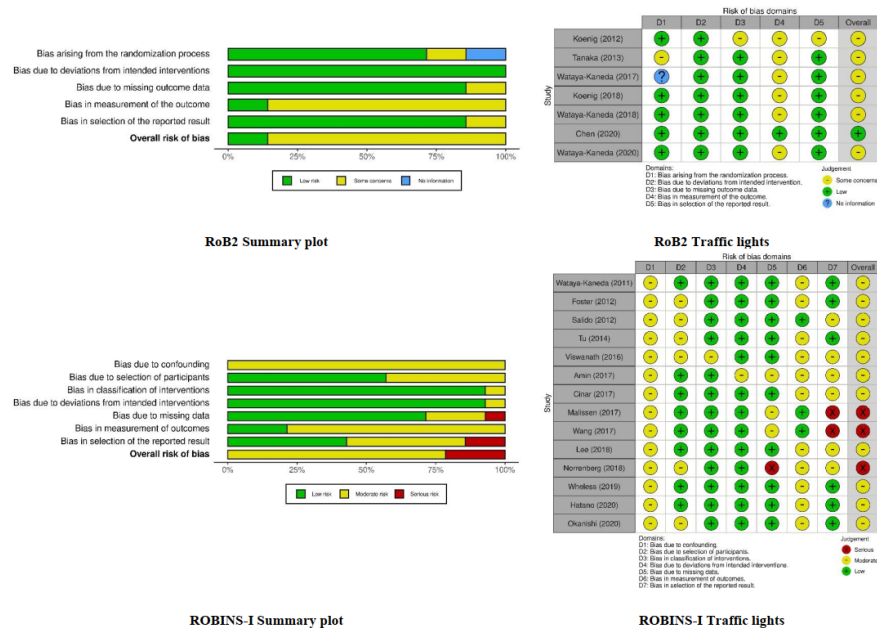 Bias arising from the randomization process
Bias due to deviations from intended interventions
Bias due to missing outcome data
Bias in measurement of the outcome
Bias in selection of the reported result
Overall risk of bias
0% 25% 50% 75% 100%
Low risk Some concerns No information
RoB2 Summary plot
Risk of bias domains
D1 D2 D3 D4 D5 Overall
Study
Koenig (2012) + + - - - -
Tanaka (2013) - + + - + -
Wataya-Kaneda (2017) ? + + - + -
Koenig (2018) + + + - + -
Wataya-Kaneda (2018) + + + - + -
Chen (2020) + + + + + +
Wataya-Kaneda (2020) + + + - + -
Domains:
D1: Bias arising from the randomization process.
D2: Bias due to deviations from intended intervention.
D3: Bias due to missing outcome data.
D4: Bias in measurement of the outcome.
D5: Bias in selection of the reported result.
Judgement
- Some concerns
+ Low
? No information
RoB2 Traffic lights
Bias due to confounding
Bias due to selection of participants
Bias in classification of interventions
Bias due to deviations from intended interventions
Bias due to missing data
Bias in measurement of outcomes
Bias in selection of the reported result
Overall risk of bias
0% 25% 50% 75% 100%
Low risk Moderate risk Serious risk
ROBINS-I Summary plot
Risk of bias domains
D1 D2 D3 D4 D5 D6 D7 Overall
Study
Wataya-Kaneda (2011) - + + + + - + -
Foster (2012) - - + + + - + -
Salido (2012) - - + + + + - -
Tu (2014) - - + + + - + -
Viswanath (2016) - - - + + - - -
Amin (2017) - + + - - - - -
Cinar (2017) - + + + + - - -
Malissen (2017) - + + + - + X X
Wang (2017) - + + + - + X X
Lee (2018) - + + + + - - -
Norrenberg (2018) - - + + X - - X
Wheless (2019) - + + + + - + -
Hatano (2020) - + + + + - + -
Okanishi (2020) - - + + + - + -
Domains:
D1: Bias due to confounding.
D2: Bias due to selection of participants.
D3: Bias in classification of interventions.
D4: Bias due to deviations from intended interventions.
D5: Bias due to missing data.
D6: Bias in measurement of outcomes.
D7: Bias in selection of the reported result.
Judgement
X Serious
- Moderate
+ Low
ROBINS-I Traffic lights